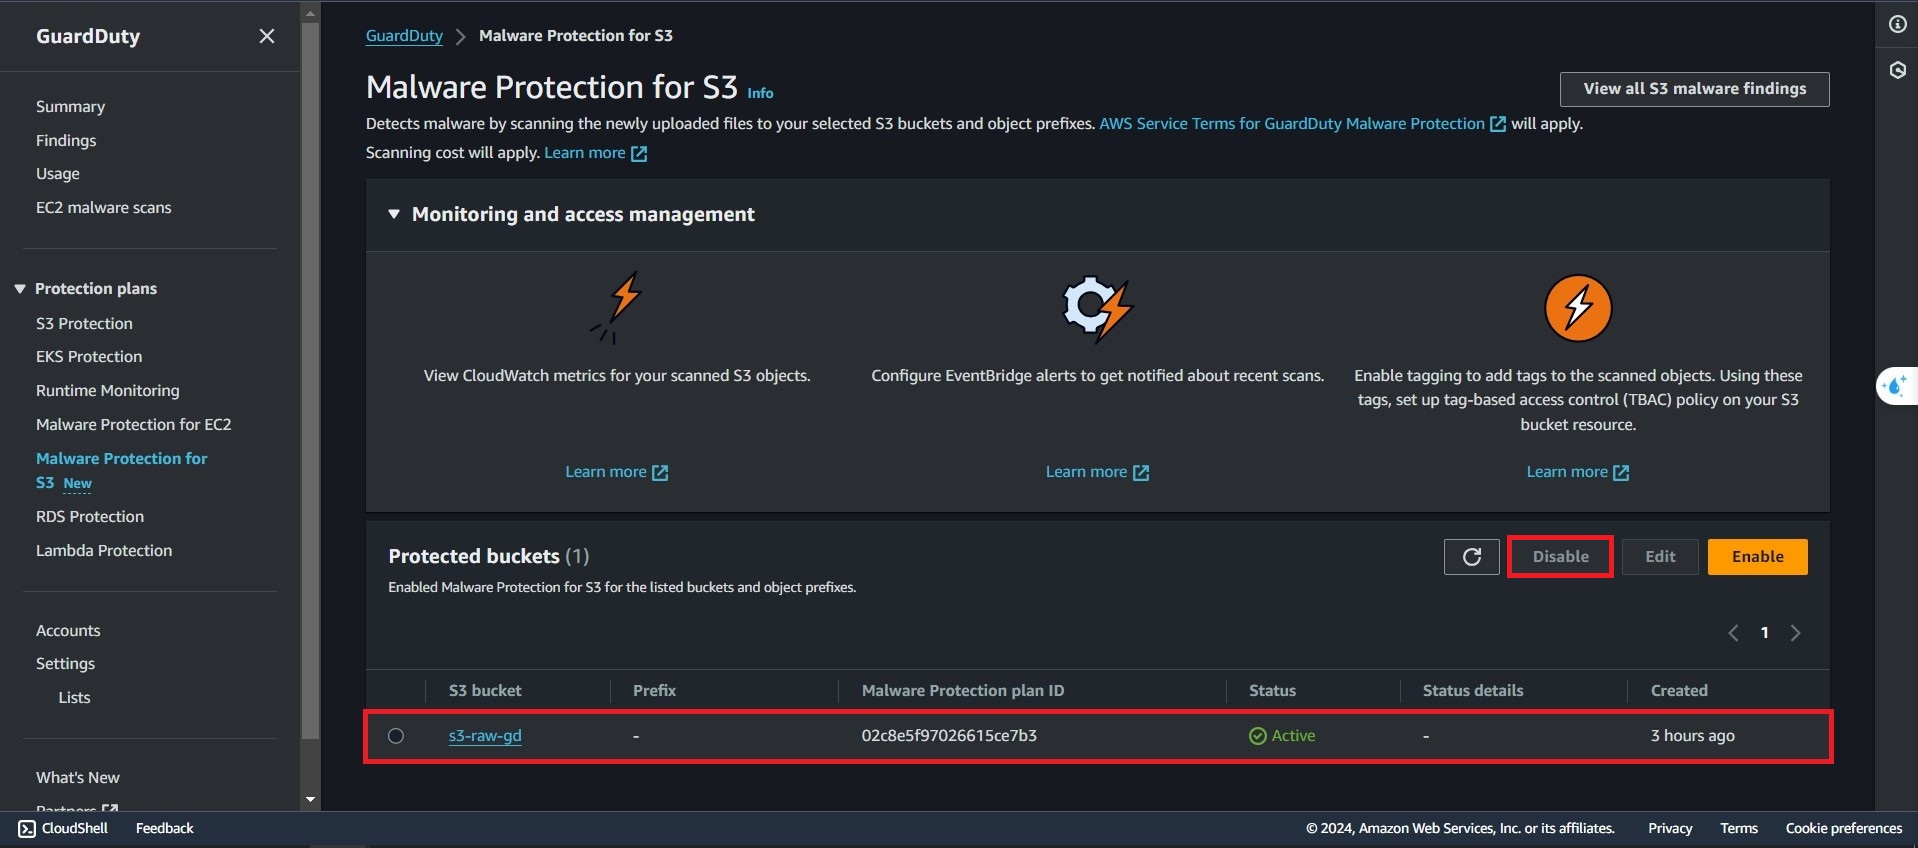 GuardDuty
Summary
Findings
Usage
EC2 malware scans
Protection plans
S3 Protection
EKS Protection
Runtime Monitoring
Malware Protection for EC2
Malware Protection for
S3 New
RDS Protection
Lambda Protection
Accounts
Settings
Lists
What's New
Partners
GuardDuty > Malware Protection for S3
Malware Protection for S3 Info
View all S3 malware findings
Detects malware by scanning the newly uploaded files to your selected S3 buckets and object prefixes. AWS Service Terms for GuardDuty Malware Protection will apply.
Scanning cost will apply. Learn more
Monitoring and access management
View CloudWatch metrics for your scanned S3 objects.
Learn more
Configure EventBridge alerts to get notified about recent scans.
Learn more
Enable tagging to add tags to the scanned objects. Using these
tags, set up tag-based access control (TBAC) policy on your S3
bucket resource.
Learn more
Protected buckets (1)
Enabled Malware Protection for S3 for the listed buckets and object prefixes.
Disable Edit Enable
1
S3 bucket Prefix Malware Protection plan ID Status Status details Created
s3-raw-gd - 02c8e5f97026615ce7b3 Active - 3 hours ago
CloudShell Feedback © 2024, Amazon Web Services, Inc. or its affiliates. Privacy Terms Cookie preferences